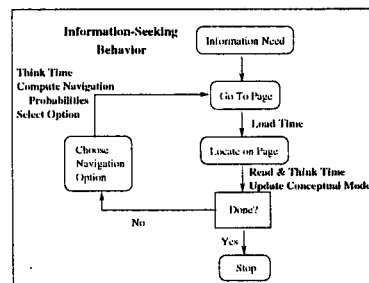 Information-Seeking
Behavior
Information Need
Think Time
Compute Navigation
Probabilities
Select Option
Go To Page
Load Time
Choose
Navigation
Option
Locate on Page
Read & Think Time
Update Conceptual Mode
Done?
No
Yes
Stop